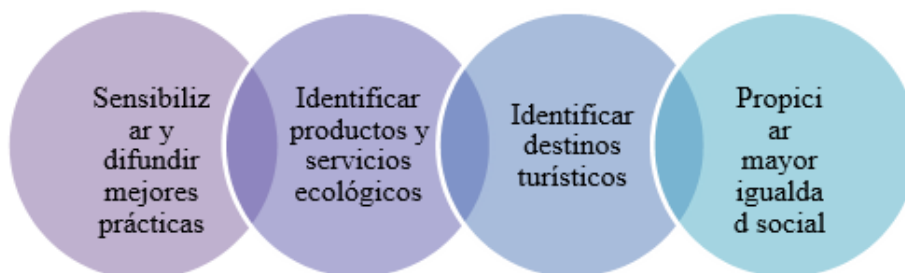 Sensibiliz
ar y
difundir
mejores
prácticas
Identificar
productos y
servicios
ecológicos
Identificar
destinos
turísticos
Propici
ar
mayor
igualda
d social